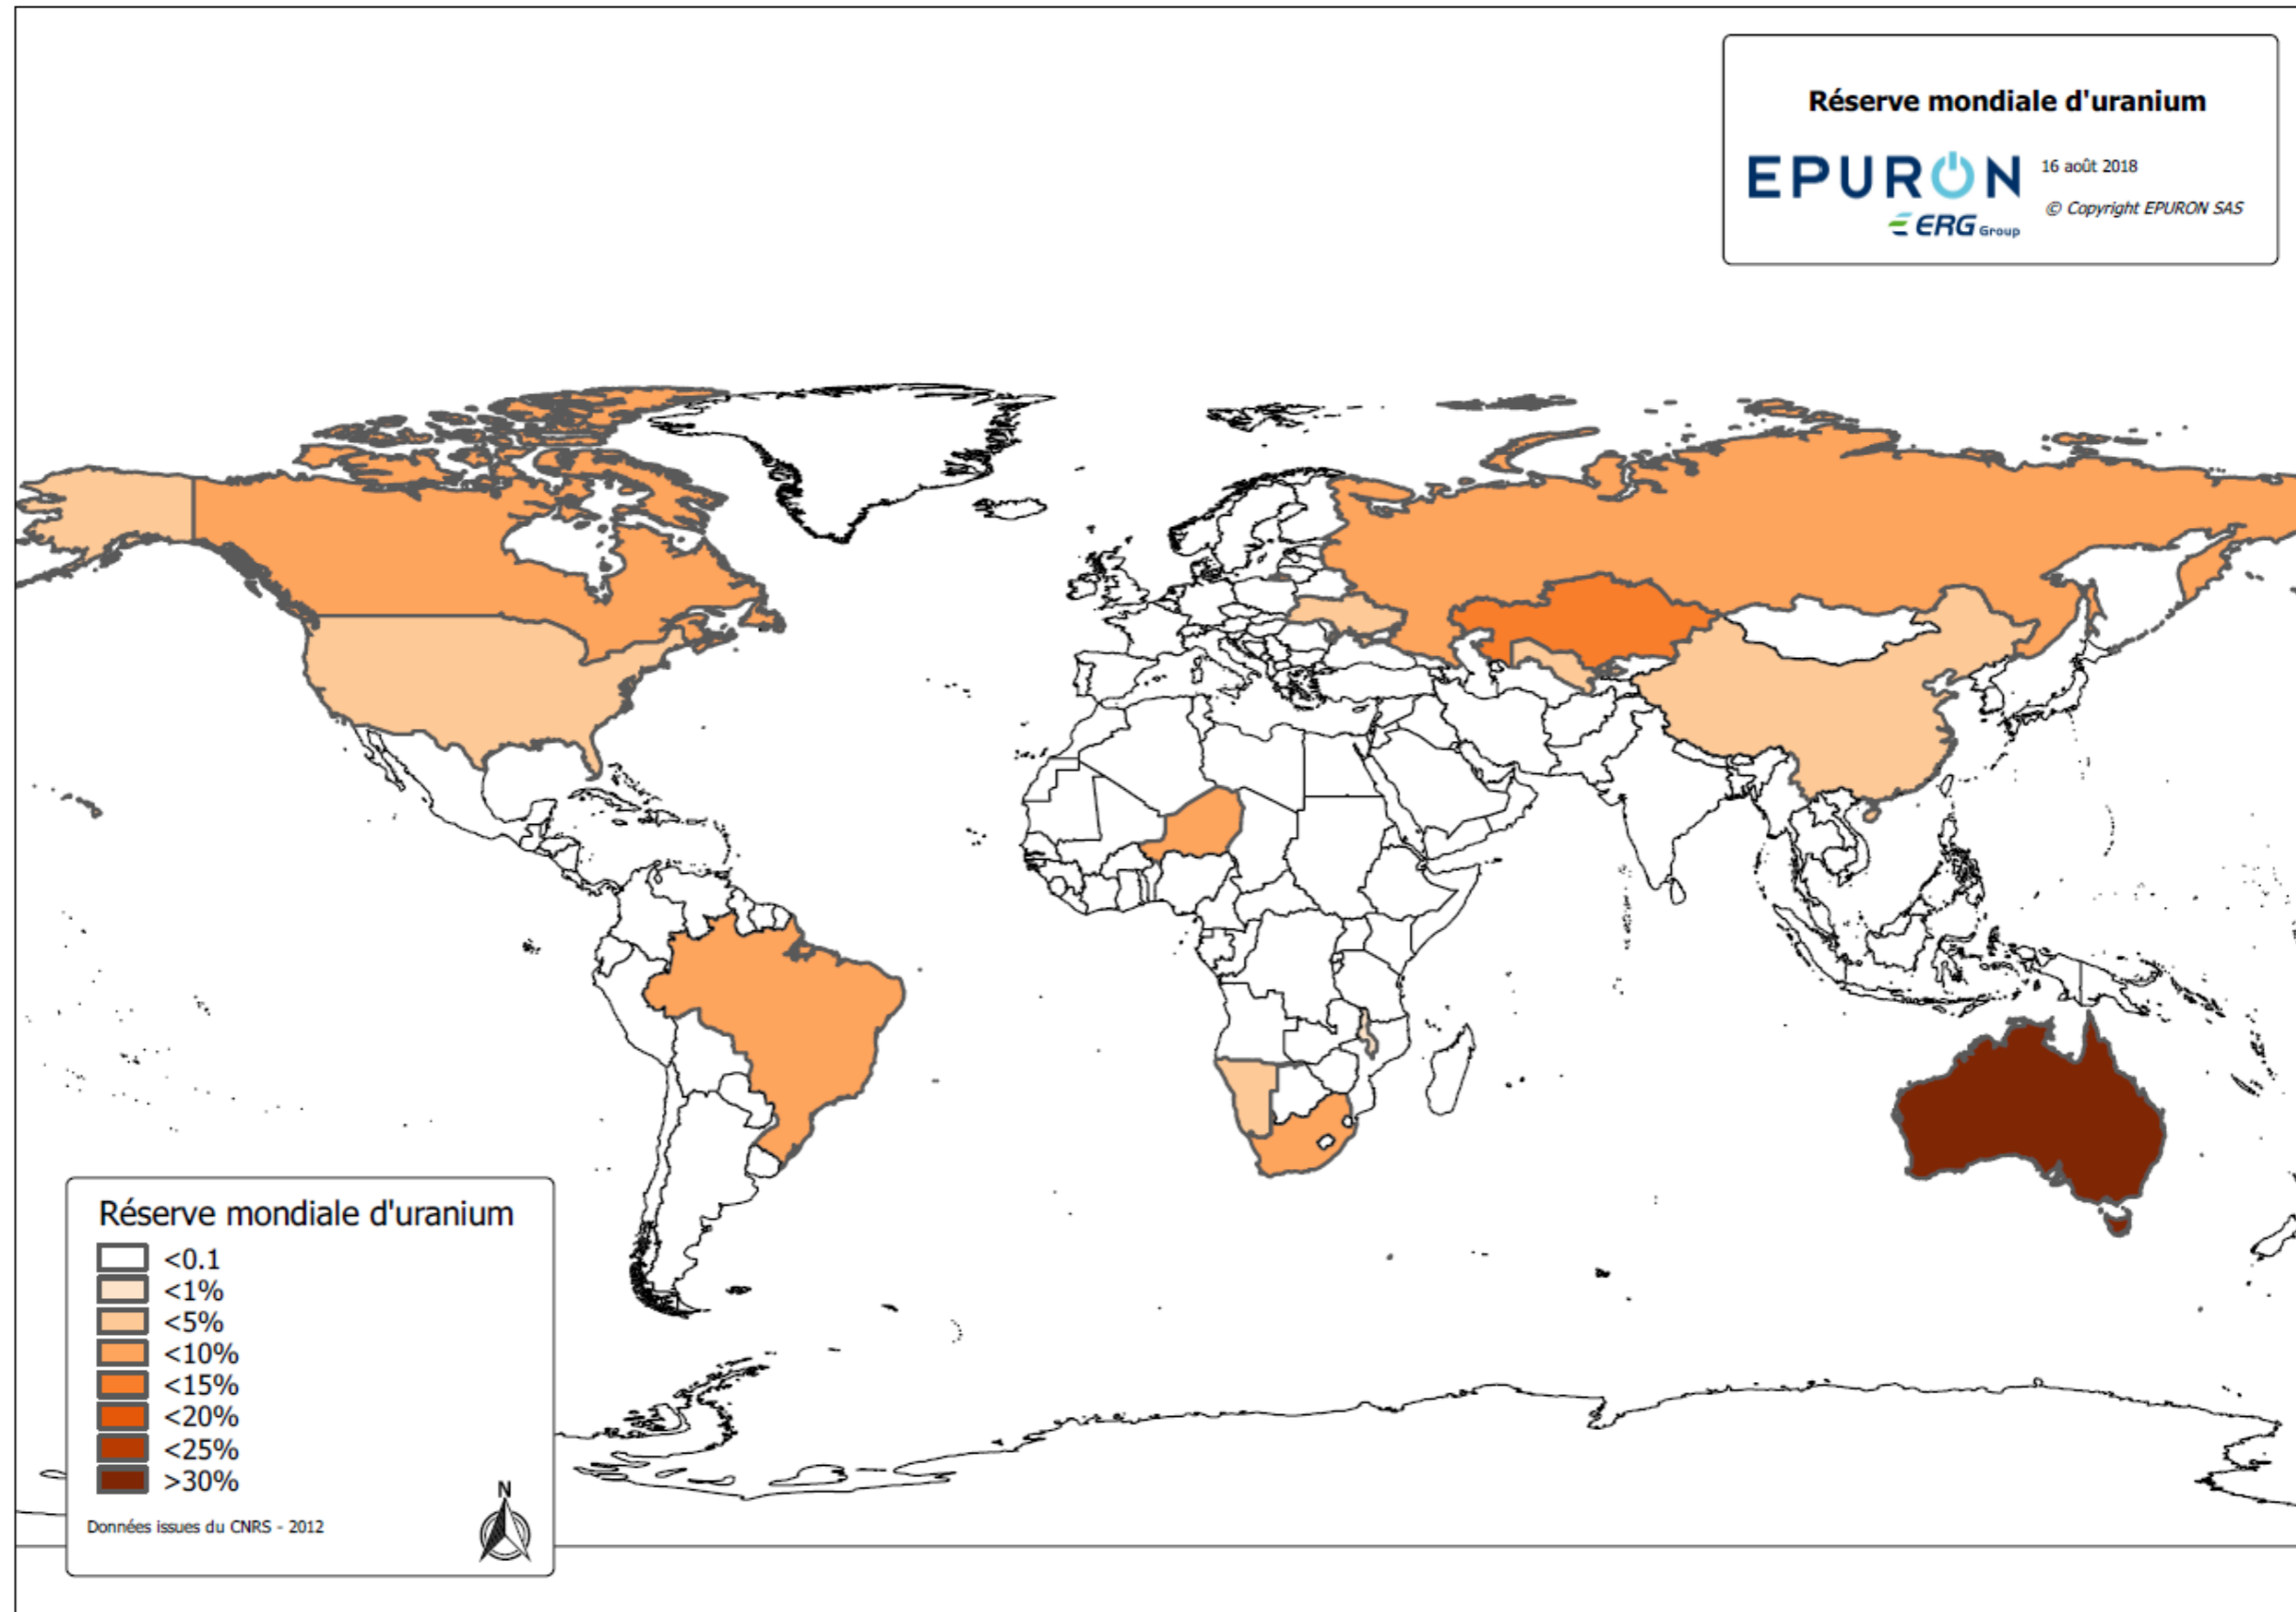 Réserve mondiale d'uranium
EPURON
16 août 2018
© Copyright EPURON SAS
ERG Group
Réserve mondiale d'uranium
<0.1
<1%
<5%
<10%
<15%
<20%
<25%
>30%
Données issues du CNRS - 2012
N